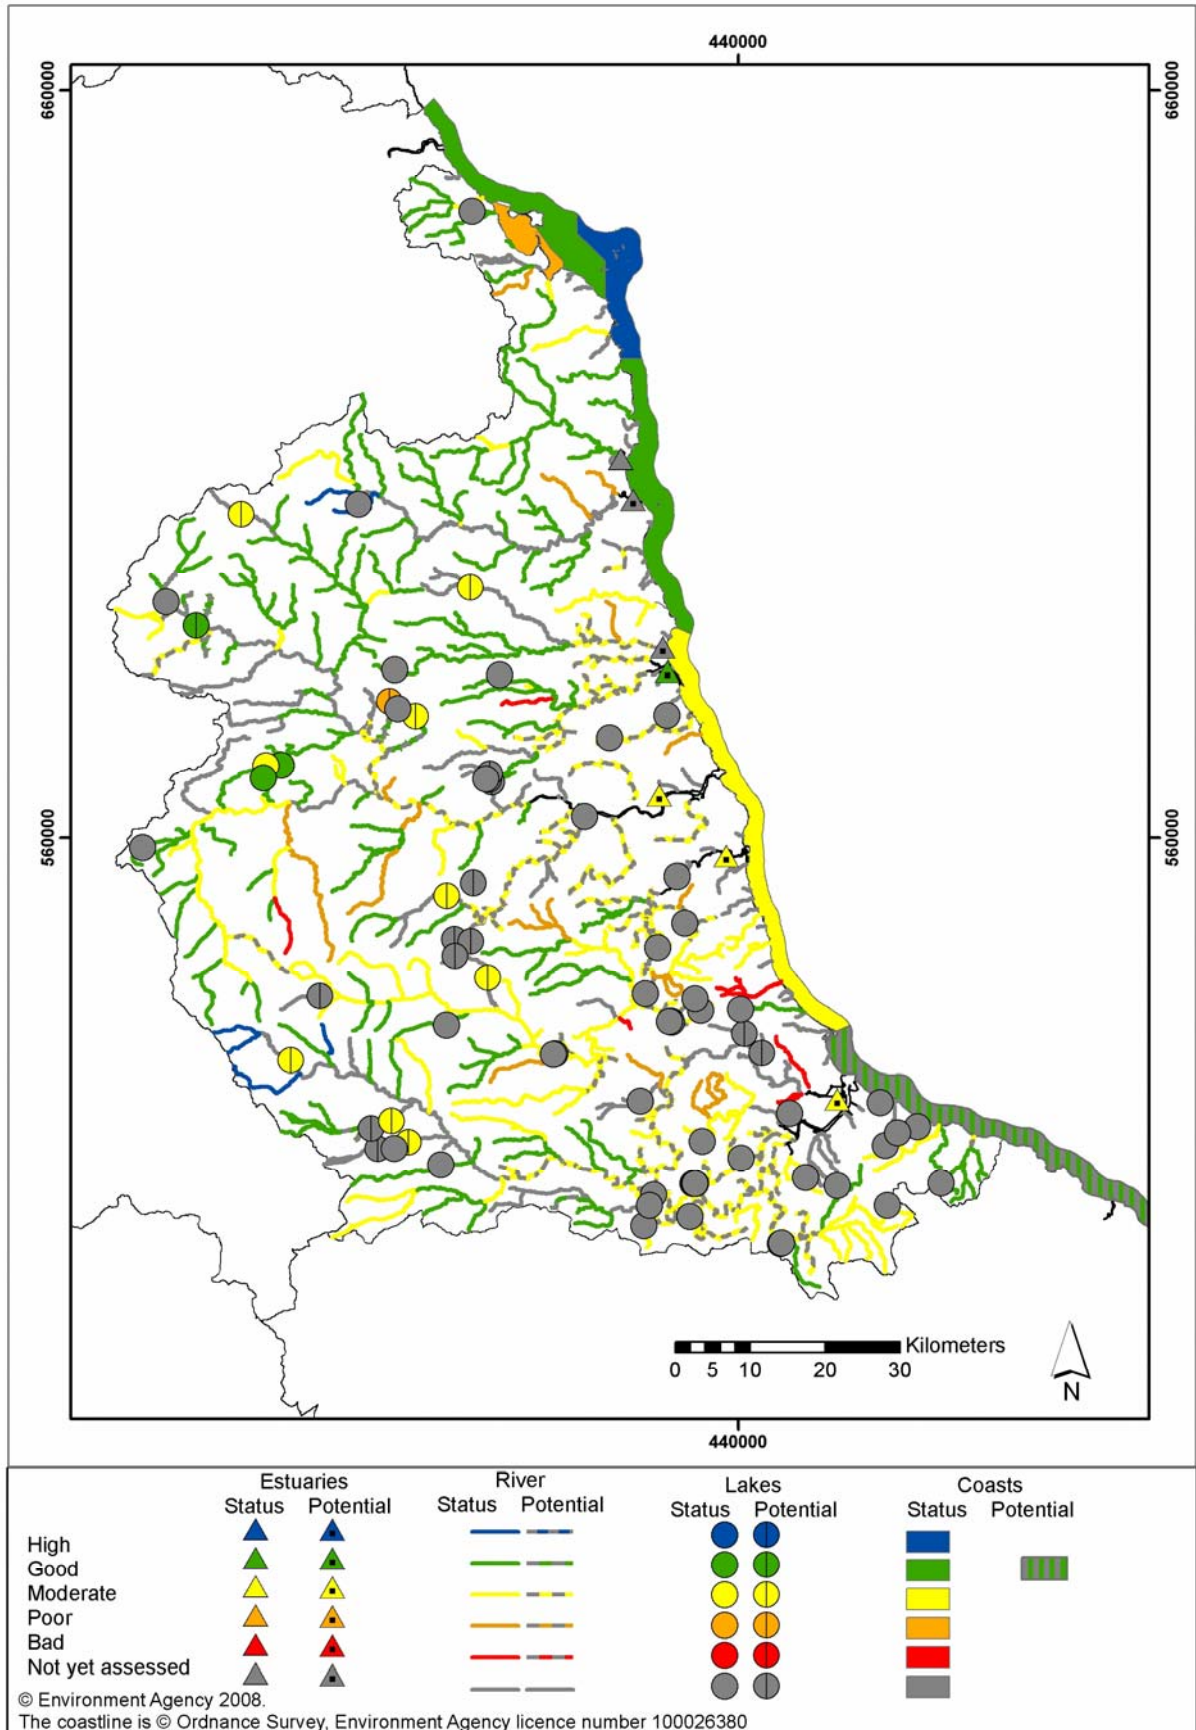 440000
660000
660000
560000
560000
Kilometers
0 5 10 20 30
N
440000
Estuaries River Lakes Coasts
Status Potential Status Potential Status Potential Status Potential
High
Good
Moderate
Poor
Bad
Not yet assessed
© Environment Agency 2008.
The coastline is © Ordnance Survey, Environment Agency licence number 100026380